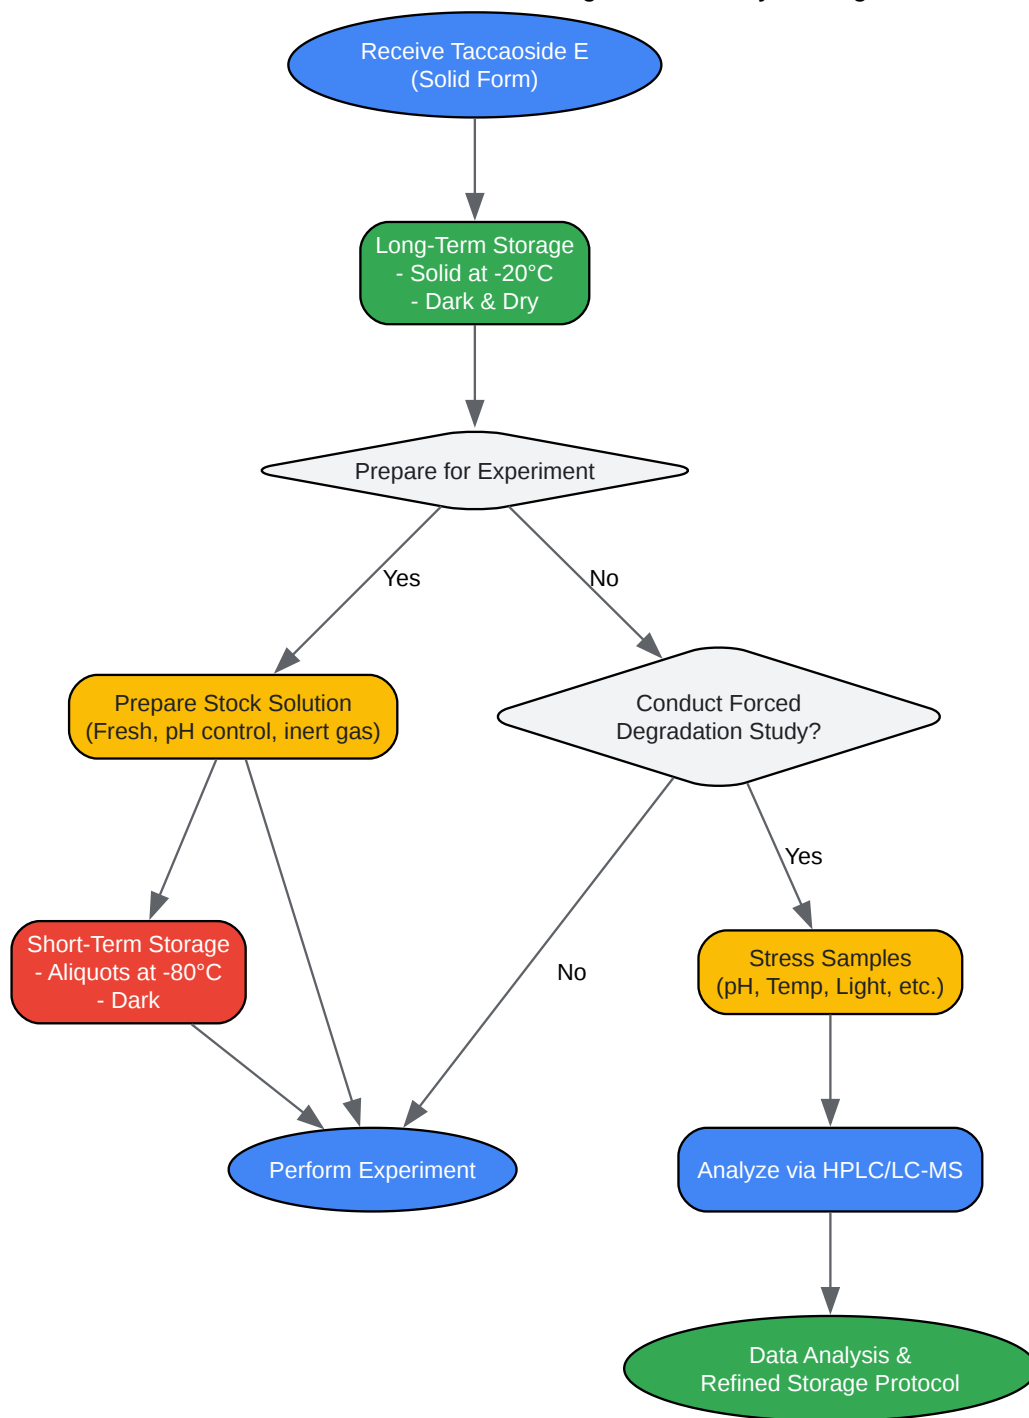 Receive Taccaoside E
(Solid Form)
Long-Term Storage
- Solid at -20°C
- Dark & Dry
Prepare for Experiment
Yes
No
Prepare Stock Solution
(Fresh, pH control, inert gas)
Conduct Forced
Degradation Study?
Yes
Short-Term Storage
- Aliquots at -80°C
- Dark
No
Stress Samples
(pH, Temp, Light, etc.)
Perform Experiment
Analyze via HPLC/LC-MS
Data Analysis &
Refined Storage Protocol